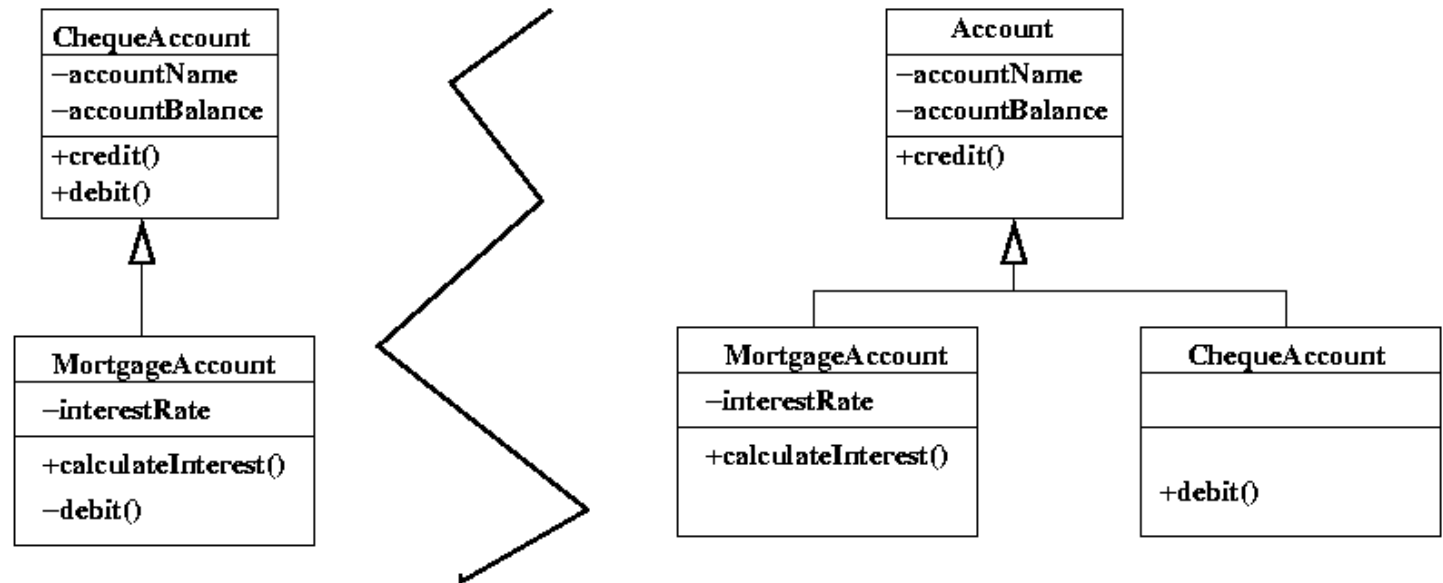 ChequeAccount
−accountName
−accountBalance
+credit()
+debit()
MortgageAccount
−interestRate
+calculateInterest()
−debit()
Account
−accountName
−accountBalance
+credit()
MortgageAccount
−interestRate
+calculateInterest()
ChequeAccount
+debit()